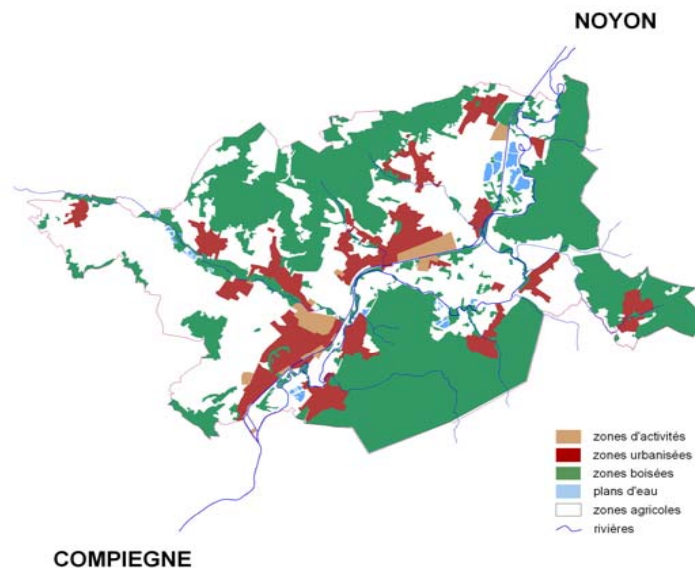 NOYON
zones d'activités
zones urbanisées
zones boisées
plans d'eau
zones agricoles
rivières
COMPIEGNE